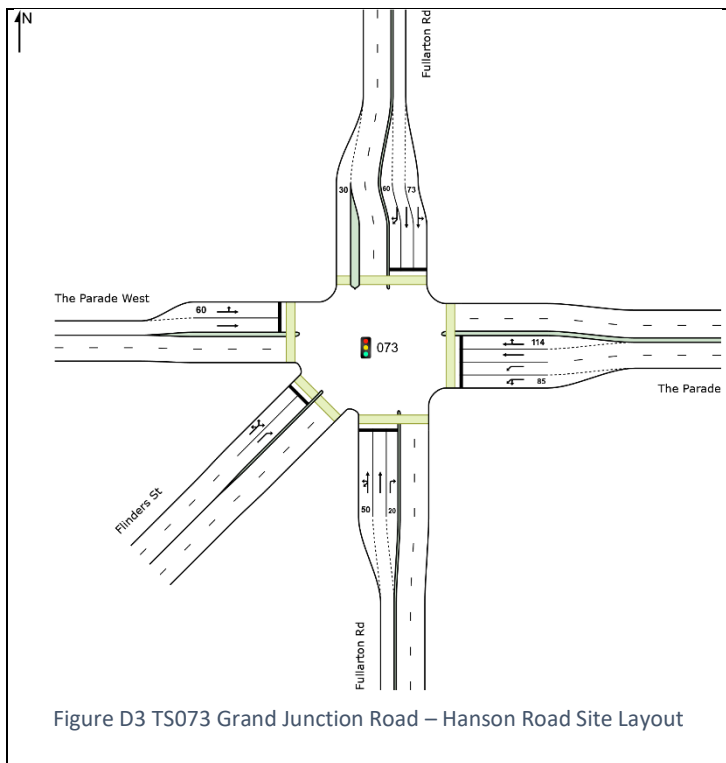 N
Fullarton Rd
30
60
73
The Parade West
60
073
114
85
The Parade
Flinders St
50
20
Fullarton Rd
Figure D3 TS073 Grand Junction Road – Hanson Road Site Layout